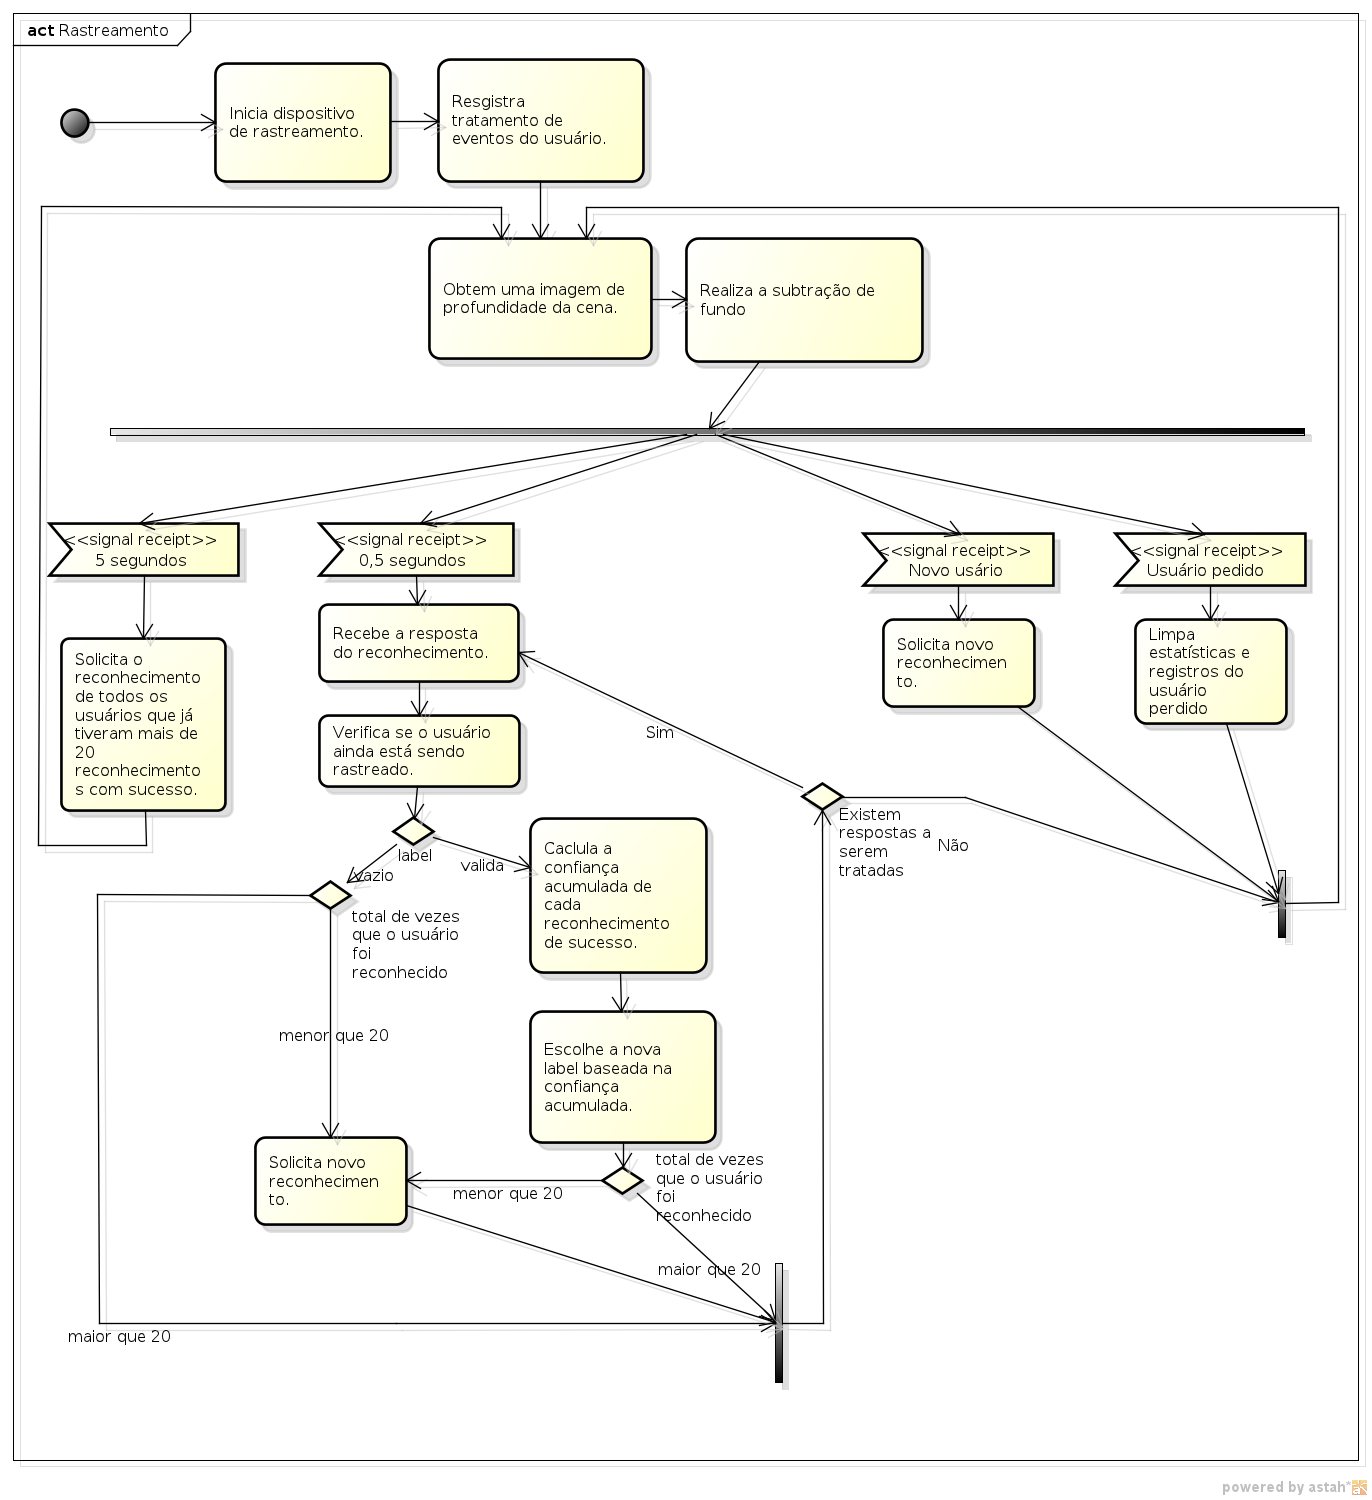 act Rastreamento
Inicia dispositivo
de rastreamento.
Resgistra
tratamento de
eventos do usuário.
Obtem uma imagem de
profundidade da cena.
Realiza a subtração de
fundo
<<signal receipt>>
5 segundos
<<signal receipt>>
0,5 segundos
<<signal receipt>>
Novo usário
<<signal receipt>>
Usuário pedido
Solicita o
reconhecimento
de todos os
usuários que já
tiveram mais de
20
reconhecimento
s com sucesso.
Recebe a resposta
do reconhecimento.
Verifica se o usuário
ainda está sendo
rastreado.
Solicita novo
reconhecimen
to.
Limpa
estatísticas e
registros do
usuário
perdido
Sim
Existem
respostas a
serem
tratadas
Não
label
vazio
valida
Caclula a
confiança
acumulada de
cada
reconhecimento
de sucesso.
total de vezes
que o usuário
foi
reconhecido
menor que 20
Escolhe a nova
label baseada na
confiança
acumulada.
Solicita novo
reconhecimen
to.
menor que 20
total de vezes
que o usuário
foi
reconhecido
maior que 20
maior que 20
powered by astah*